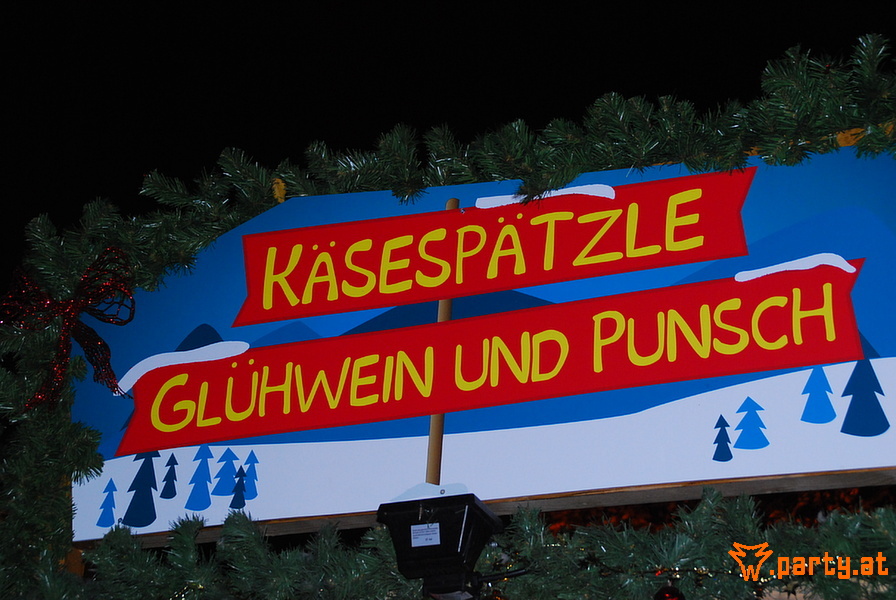 KÄSESPÄTZLE
GLÜHWEIN UND PUNSCH
.party.at